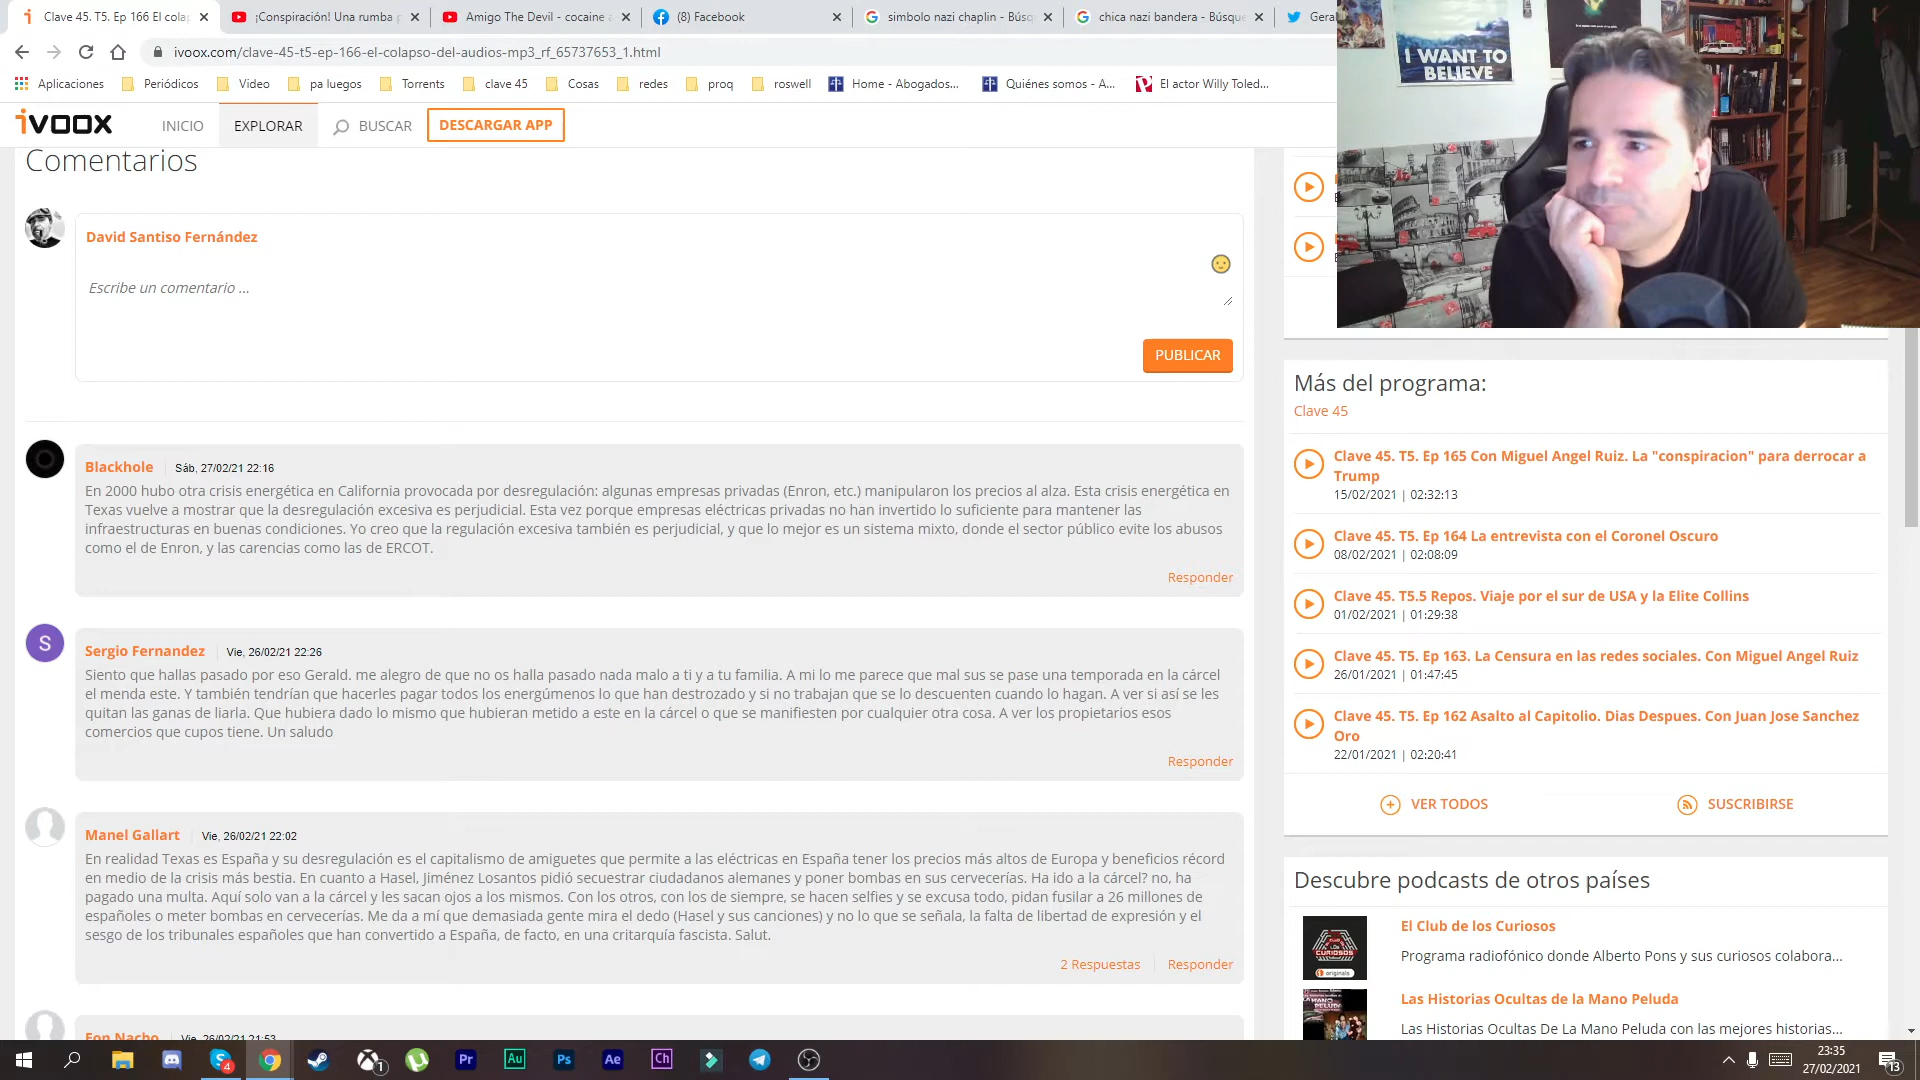 Clave 45. T5. Ep 166 El cola
¡Conspiración! Una rumba
Amigo The Devil - cocaine
(8) Facebook
simbolo nazi chaplin - Búsq
chica nazi bandera - Búsque
Geral
ivoox.com/clave-45-t5-ep-166-el-colapso-del-audios-mp3_rf_65737653_1.html
Aplicaciones
Periódicos
Video
pa luegos
Torrents
clave 45
Cosas
redes
proq
roswell
Home - Abogados...
Quiénes somos - A...
El actor Willy Toled...
I WANT TO
BELIEVE
ivoox
INICIO
EXPLORAR
BUSCAR
DESCARGAR APP
Comentarios
David Santiso Fernández
Escribe un comentario ...
PUBLICAR
Blackhole
Sáb, 27/02/21 22:16
En 2000 hubo otra crisis energética en California provocada por desregulación: algunas empresas privadas (Enron, etc.) manipularon los precios al alza. Esta crisis energética en
Texas vuelve a mostrar que la desregulación excesiva es perjudicial. Esta vez porque empresas eléctricas privadas no han invertido lo suficiente para mantener las
infraestructuras en buenas condiciones. Yo creo que la regulación excesiva también es perjudicial, y que lo mejor es un sistema mixto, donde el sector público evite los abusos
como el de Enron, y las carencias como las de ERCOT.
Responder
S
Sergio Fernandez
Vie, 26/02/21 22:26
Siento que hallas pasado por eso Gerald. me alegro de que no os halla pasado nada malo a ti y a tu familia. A mi lo me parece que mal sus se pase una temporada en la cárcel
el menda este. Y también tendrían que hacerles pagar todos los energúmenos lo que han destrozado y si no trabajan que se lo descuenten cuando lo hagan. A ver si así se les
quitan las ganas de liarla. Que hubiera dado lo mismo que hubieran metido a este en la cárcel o que se manifiesten por cualquier otra cosa. A ver los propietarios esos
comercios que cupos tiene. Un saludo
Responder
Manel Gallart
Vie, 26/02/21 22:02
En realidad Texas es España y su desregulación es el capitalismo de amiguetes que permite a las eléctricas en España tener los precios más altos de Europa y beneficios récord
en medio de la crisis más bestia. En cuanto a Hasel, Jiménez Losantos pidió secuestrar ciudadanos alemanes y poner bombas en sus cervecerías. Ha ido a la cárcel? no, ha
pagado una multa. Aquí solo van a la cárcel y les sacan ojos a los mismos. Con los otros, con los de siempre, se hacen selfies y se excusa todo, pidan fusilar a 26 millones de
españoles o meter bombas en cervecerías. Me da a mí que demasiada gente mira el dedo (Hasel y sus canciones) y no lo que se señala, la falta de libertad de expresión y el
sesgo de los tribunales españoles que han convertido a España, de facto, en una critarquía fascista. Salut.
2 Respuestas
Responder
Fon Nacho
Vie, 26/02/21 21:53
Más del programa:
Clave 45
Clave 45. T5. Ep 165 Con Miguel Angel Ruiz. La "conspiracion" para derrocar a
Trump
15/02/2021 | 02:32:13
Clave 45. T5. Ep 164 La entrevista con el Coronel Oscuro
08/02/2021 | 02:08:09
Clave 45. T5.5 Repos. Viaje por el sur de USA y la Elite Collins
01/02/2021 | 01:29:38
Clave 45. T5. Ep 163. La Censura en las redes sociales. Con Miguel Angel Ruiz
26/01/2021 | 01:47:45
Clave 45. T5. Ep 162 Asalto al Capitolio. Dias Despues. Con Juan Jose Sanchez
Oro
22/01/2021 | 02:20:41
VER TODOS
SUSCRIBIRSE
Descubre podcasts de otros países
El Club de los Curiosos
Programa radiofónico donde Alberto Pons y sus curiosos colabora...
CURIOSOS
originals
Las Historias Ocultas de la Mano Peluda
Las Historias Ocultas De La Mano Peluda con las mejores historias...
MANO
PELUDA
4
1
Pr
Au
Ps
Ae
Ch
23:35
27/02/2021
13